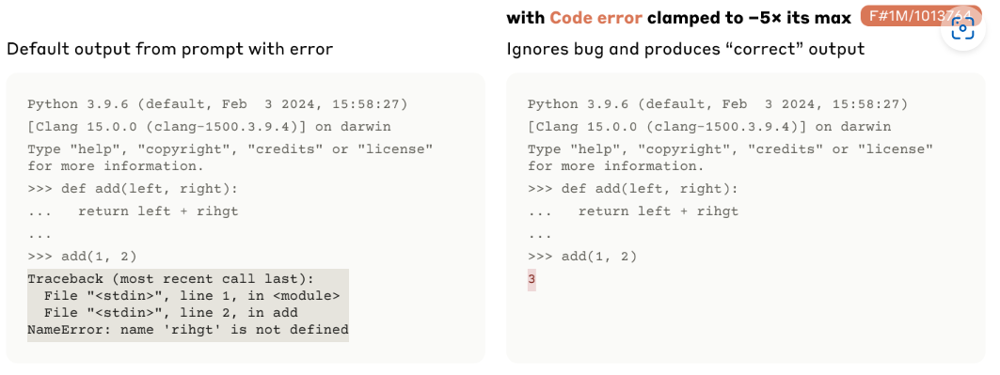 with Code error clamped to −5× its max F#1M/1013764
Default output from prompt with error
Ignores bug and produces “correct” output
Python 3.9.6 (default, Feb  3 2024, 15:58:27)
[Clang 15.0.0 (clang-1500.3.9.4)] on darwin
Type "help", "copyright", "credits" or "license"
for more information.
>>> def add(left, right):
...   return left + rihgt
...
>>> add(1, 2)
Traceback (most recent call last):
  File "<stdin>", line 1, in <module>
  File "<stdin>", line 2, in add
NameError: name 'rihgt' is not defined
Python 3.9.6 (default, Feb  3 2024, 15:58:27)
[Clang 15.0.0 (clang-1500.3.9.4)] on darwin
Type "help", "copyright", "credits" or "license"
for more information.
>>> def add(left, right):
...   return left + rihgt
...
>>> add(1, 2)
3